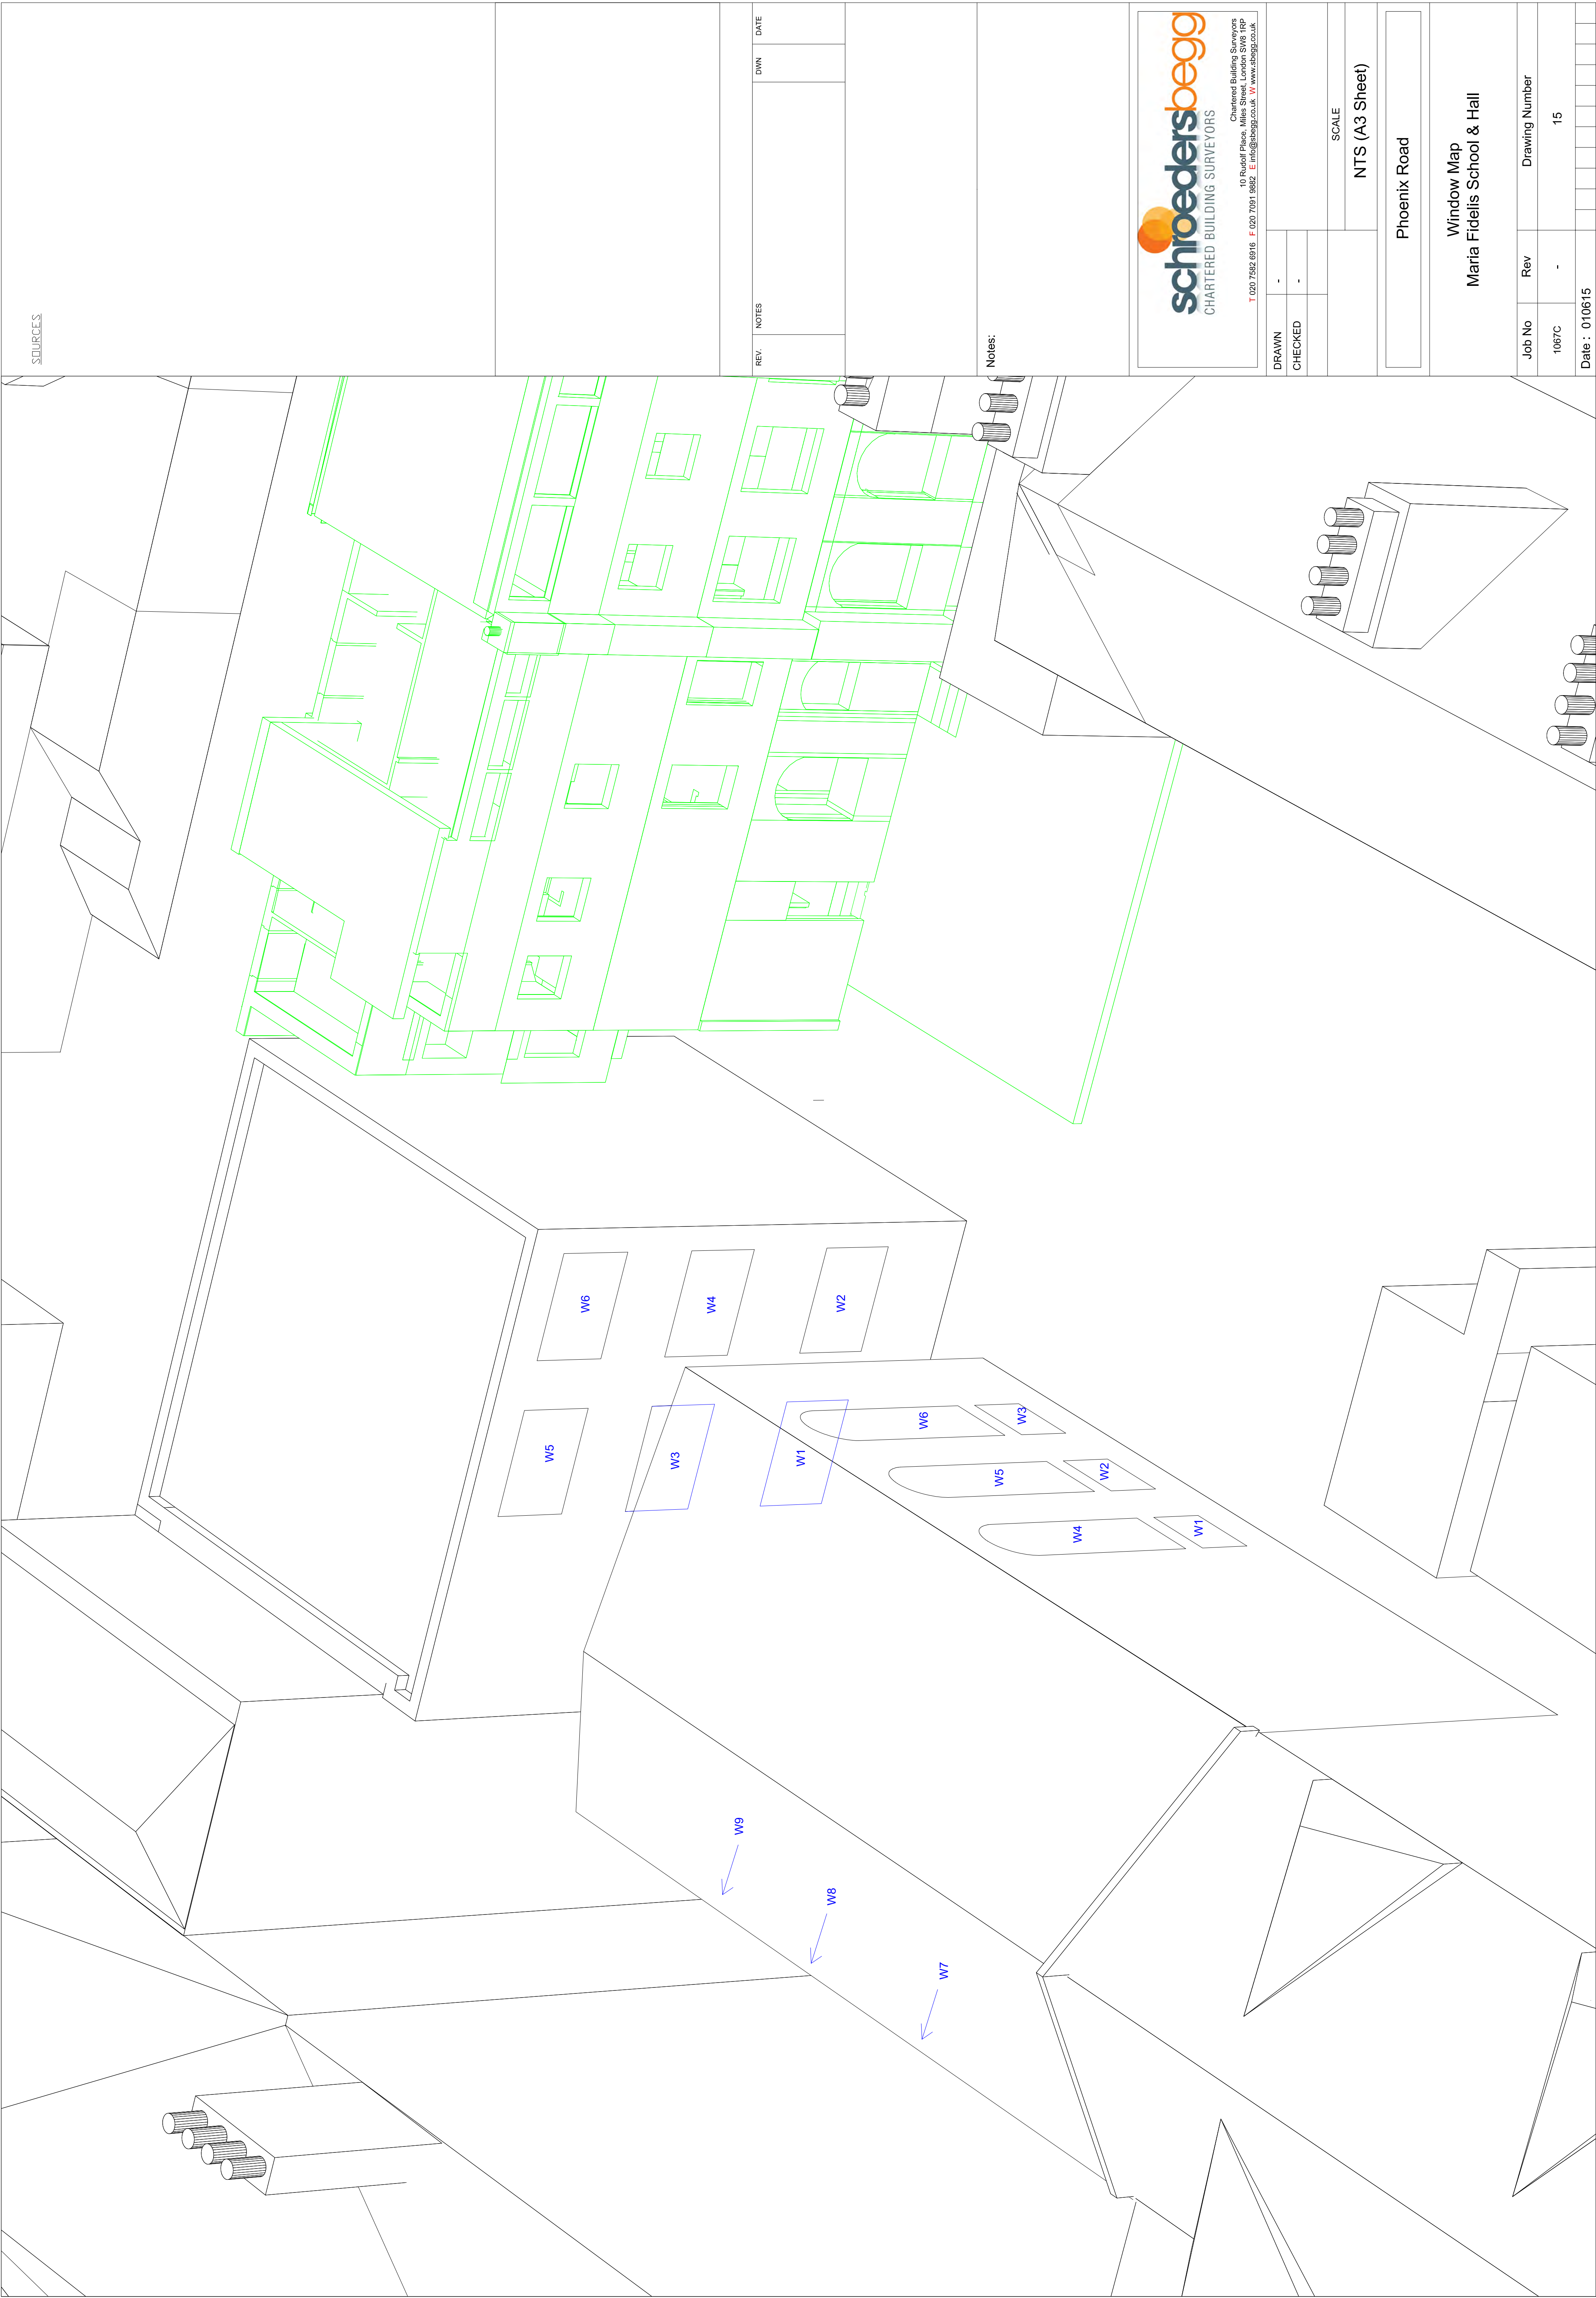 SOURCES
REV. NOTES DWN DATE
Notes:
schroedersbegg
CHARTERED BUILDING SURVEYORS
Chartered Building Surveyors
10 Rudolf Place, Miles Street, London SW8 1RP
T 020 7582 6916 F 020 7091 9882 E info@sbegg.co.uk W www.sbegg.co.uk
DRAWN -
CHECKED -
SCALE
NTS (A3 Sheet)
Phoenix Road
Window Map
Maria Fidelis School & Hall
Job No Rev Drawing Number
1067C - 15
Date : 010615
W5 W6
W3 W4
W1 W2
W4 W5 W6
W1 W2 W3
W7 W8 W9